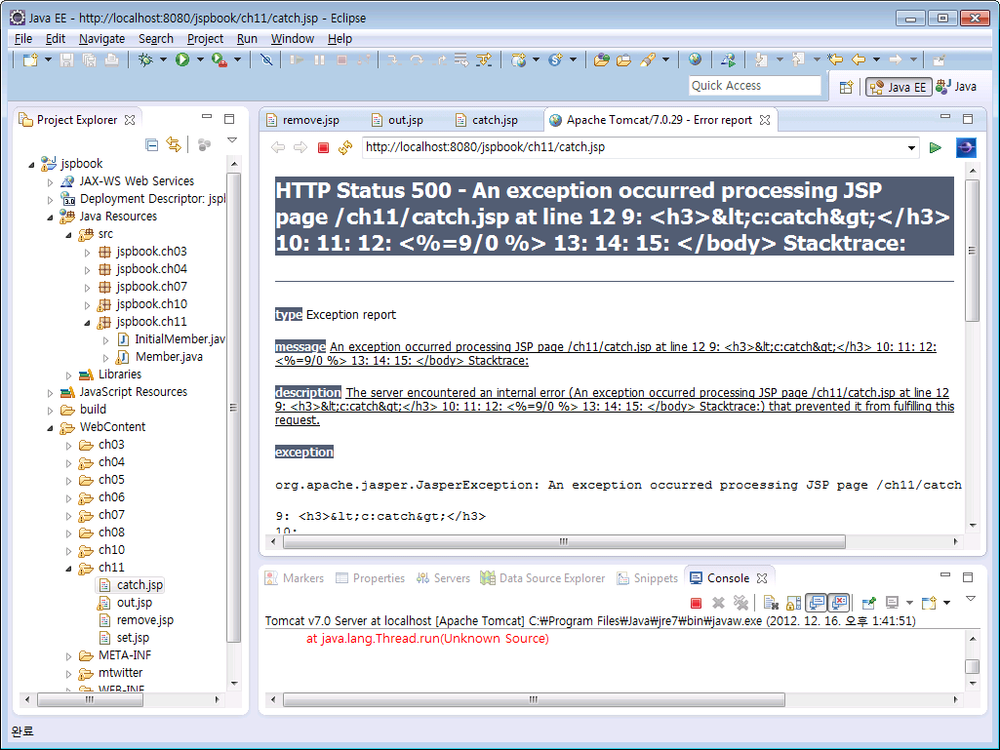 Java EE - http://localhost:8080/jspbook/ch11/catch.jsp - Eclipse
File Edit Navigate Search Project Run Window Help
Quick Access
Java EE
Java
Project Explorer
jspbook
JAX-WS Web Services
Deployment Descriptor: jspl
Java Resources
src
jspbook.ch03
jspbook.ch04
jspbook.ch07
jspbook.ch10
jspbook.ch11
InitialMember.jav
Member.java
Libraries
JavaScript Resources
build
WebContent
ch03
ch04
ch05
ch06
ch07
ch08
ch10
ch11
catch.jsp
out.jsp
remove.jsp
set.jsp
META-INF
mtwitter
WEB-INF
remove.jsp out.jsp catch.jsp Apache Tomcat/7.0.29 - Error report
http://localhost:8080/jspbook/ch11/catch.jsp
HTTP Status 500 - An exception occurred processing JSP
page /ch11/catch.jsp at line 12 9: <h3>&lt;c:catch&gt;</h3>
10: 11: 12: <%=9/0 %> 13: 14: 15: </body> Stacktrace:
type Exception report
message An exception occurred processing JSP page /ch11/catch.jsp at line 12 9: <h3>&lt;c:catch&gt;</h3> 10: 11: 12:
<%=9/0 %> 13: 14: 15: </body> Stacktrace:
description The server encountered an internal error (An exception occurred processing JSP page /ch11/catch.jsp at line 12
9: <h3>&lt;c:catch&gt;</h3> 10: 11: 12: <%=9/0 %> 13: 14: 15: </body> Stacktrace:) that prevented it from fulfilling this
request.
exception
org.apache.jasper.JasperException: An exception occurred processing JSP page /ch11/catch
9: <h3>&lt;c:catch&gt;</h3>
10:
Markers Properties Servers Data Source Explorer Snippets Console
Tomcat v7.0 Server at localhost [Apache Tomcat] C:₩Program Files₩Java₩jre7₩bin₩javaw.exe (2012. 12. 16. 오후 1:41:51)
at java.lang.Thread.run(Unknown Source)
완료